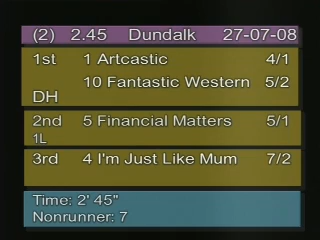 (2) 2.45 Dundalk 27-07-08
1st 1 Artcastic 4/1
10 Fantastic Western 5/2
DH
2nd 5 Financial Matters 5/1
1L
3rd 4 I'm Just Like Mum 7/2
Time: 2' 45"
Nonrunner: 7